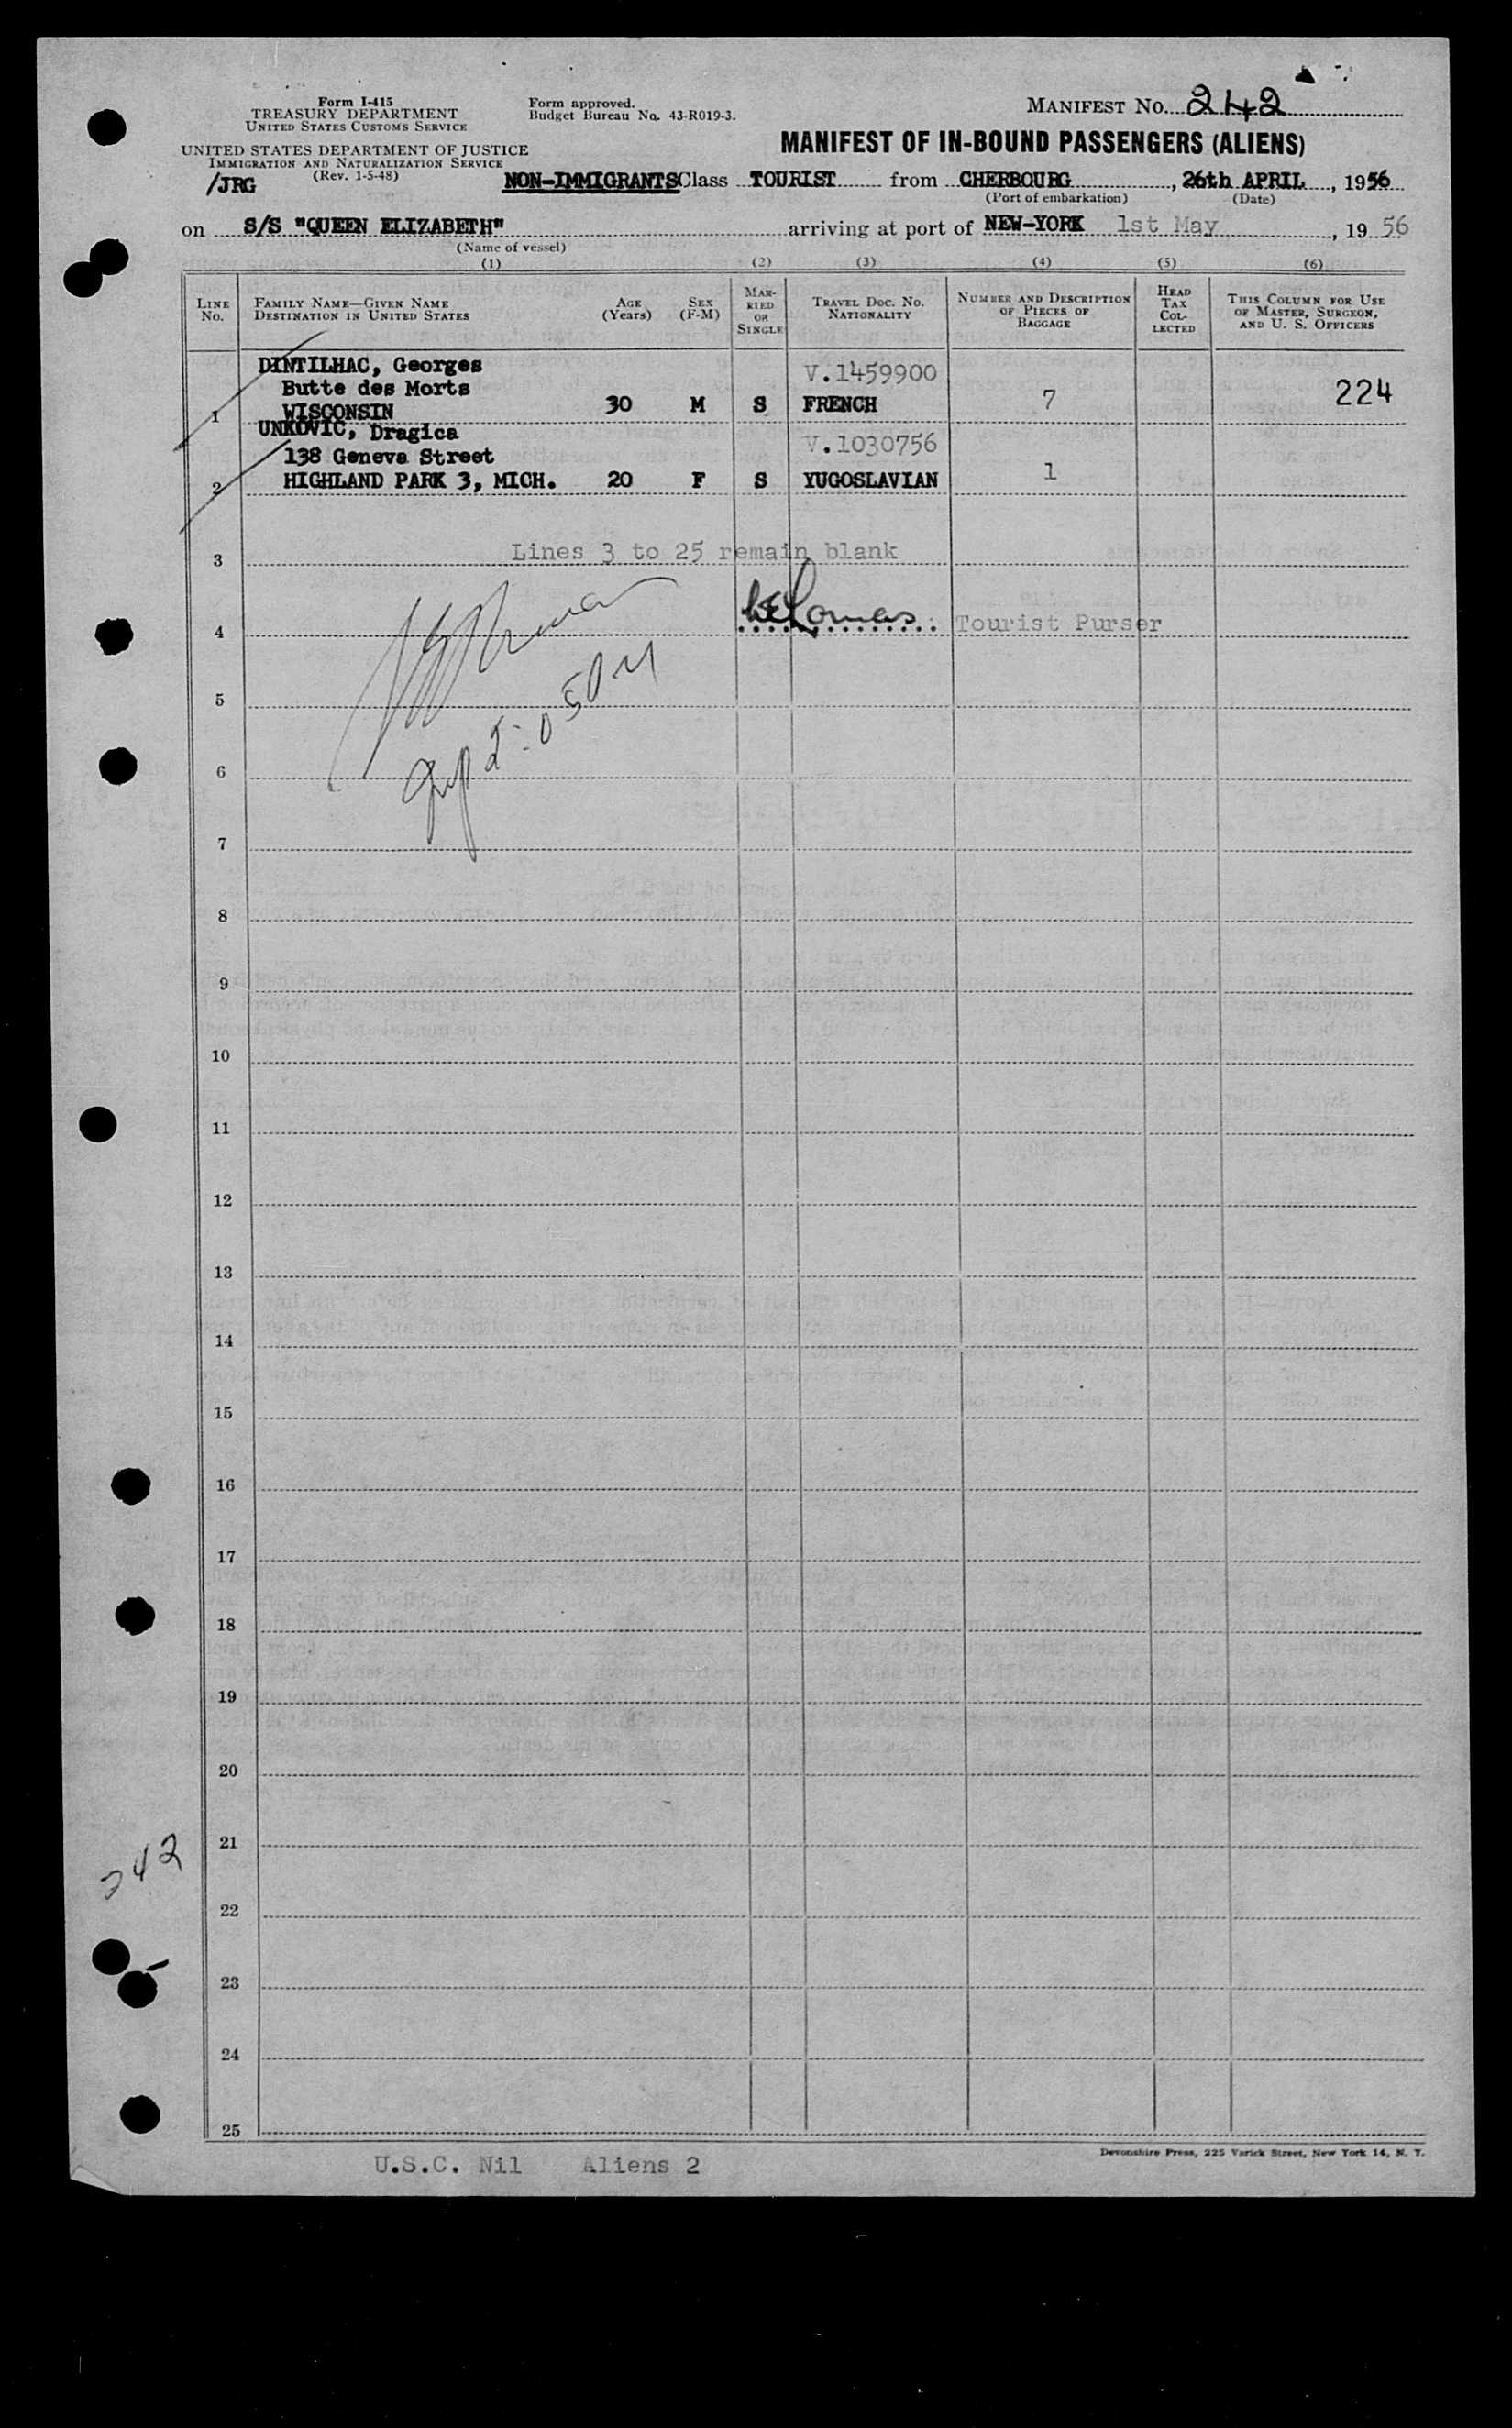 Form I-415
TREASURY DEPARTMENT
UNITED STATES CUSTOMS SERVICE
UNITED STATES DEPARTMENT OF JUSTICE
IMMIGRATION AND NATURALIZATION SERVICE
(Rev. 1-5-48)
/JRG
Form approved.
Budget Bureau No. 43-R019-3.
MANIFEST NO. 242
MANIFEST OF IN-BOUND PASSENGERS (ALIENS)
NON-IMMIGRANTS Class TOURIST from CHERBOURG, 26th APRIL, 1956
(Port of embarkation) (Date)
on S/S "QUEEN ELIZABETH" arriving at port of NEW-YORK 1st May, 19 56
(Name of vessel)
(1) (2) (3) (4) (5) (6)
LINE NO. FAMILY NAME—GIVEN NAME DESTINATION IN UNITED STATES AGE (Years) SEX (F-M) MARRIED OR SINGLE TRAVEL DOC. NO. NATIONALITY NUMBER AND DESCRIPTION OF PIECES OF BAGGAGE HEAD TAX COLLECTED THIS COLUMN FOR USE OF MASTER, SURGEON, AND U. S. OFFICERS
DINTILHAC, Georges V.1459900
Butte des Morts 224
1 WISCONSIN 30 M S FRENCH 7
UNKOVIC, Dragica V.1030756
138 Geneva Street
2 HIGHLAND PARK 3, MICH. 20 F S YUGOSLAVIAN 1
3 Lines 3 to 25 remain blank
4 Tourist Purser
5
6
7
8
9
10
11
12
13
14
15
16
17
18
19
20
21
242
22
23
24
25
Devonshire Press, 225 Varick Street, New York 14, N. Y.
U.S.C. Nil Aliens 2